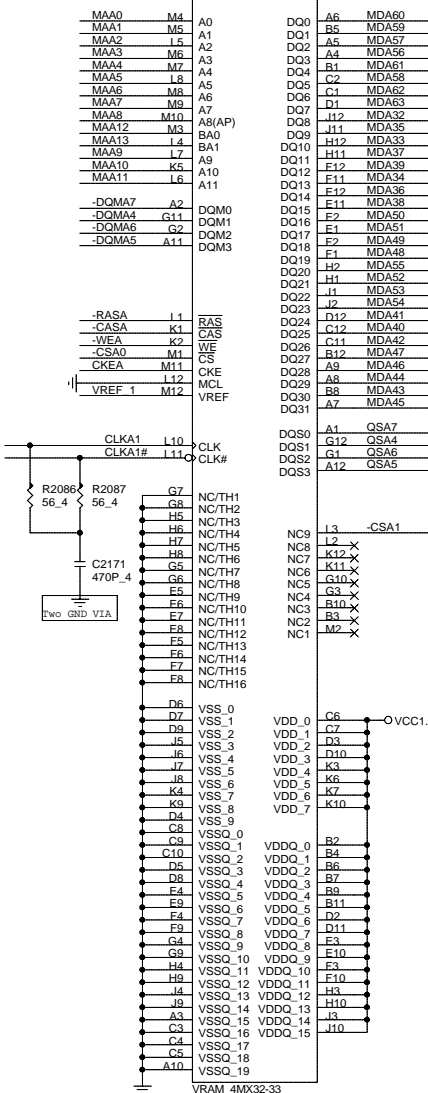 MAA0 M4 A0 DQ0 A6 MDA60
MAA1 M5 A1 DQ1 B5 MDA59
MAA2 L5 A2 DQ2 A5 MDA57
MAA3 M6 A3 DQ3 A4 MDA56
MAA4 M7 A4 DQ4 B1 MDA61
MAA5 L8 A5 DQ5 C2 MDA58
MAA6 M8 A6 DQ6 C1 MDA62
MAA7 M9 A7 DQ7 D1 MDA63
MAA8 M10 A8(AP) DQ8 J12 MDA32
MAA12 M3 BA0 DQ9 J11 MDA35
MAA13 L4 BA1 DQ10 H12 MDA33
MAA9 L7 A9 DQ11 H11 MDA37
MAA10 K5 A10 DQ12 F12 MDA39
MAA11 L6 A11 DQ13 F11 MDA34
DQ14 E12 MDA36
-DQMA7 A2 DQM0 DQ15 E11 MDA38
-DQMA4 G11 DQM1 DQ16 E2 MDA50
-DQMA6 G2 DQM2 DQ17 E1 MDA51
-DQMA5 A11 DQM3 DQ18 F2 MDA49
DQ19 F1 MDA48
DQ20 H2 MDA55
DQ21 H1 MDA52
DQ22 J1 MDA53
DQ23 J2 MDA54
-RASA L1 RAS DQ24 D12 MDA41
-CASA K1 CAS DQ25 C12 MDA40
-WEA K2 WE DQ26 C11 MDA42
-CSA0 M1 CS DQ27 B12 MDA47
CKEA M11 CKE DQ28 A9 MDA46
L12 MCL DQ29 A8 MDA44
VREF_1 M12 VREF DQ30 B8 MDA43
DQ31 A7 MDA45
DQS0 A1 QSA7
CLKA1 L10 CLK DQS1 G12 QSA4
CLKA1# L11 CLK# DQS2 G1 QSA6
DQS3 A12 QSA5
R2086 56_4
R2087 56_4
C2171 470P_4
Two GND VIA
G7 NC/TH1
G8 NC/TH2
H5 NC/TH3
H6 NC/TH4 NC9 L3 -CSA1
H7 NC/TH5 NC8 L2
H8 NC/TH6 NC7 K12
G5 NC/TH7 NC6 K11
G6 NC/TH8 NC5 G10
E5 NC/TH9 NC4 G3
E6 NC/TH10 NC3 B10
E7 NC/TH11 NC2 B3
E8 NC/TH12 NC1 M2
F5 NC/TH13
F6 NC/TH14
F7 NC/TH15
F8 NC/TH16
D6 VSS_0
D7 VSS_1 VDD_0 C6 VCC1.
D9 VSS_2 VDD_1 C7
J5 VSS_3 VDD_2 D3
J6 VSS_4 VDD_3 D10
J7 VSS_5 VDD_4 K3
J8 VSS_6 VDD_5 K6
K4 VSS_7 VDD_6 K7
K9 VSS_8 VDD_7 K10
D4 VSS_9
C8 VSSQ_0
C9 VSSQ_1 VDDQ_0 B2
C10 VSSQ_2 VDDQ_1 B4
D5 VSSQ_3 VDDQ_2 B6
D8 VSSQ_4 VDDQ_3 B7
E4 VSSQ_5 VDDQ_4 B9
E9 VSSQ_6 VDDQ_5 B11
F4 VSSQ_7 VDDQ_6 D2
F9 VSSQ_8 VDDQ_7 D11
G4 VSSQ_9 VDDQ_8 E3
G9 VSSQ_10 VDDQ_9 E10
H4 VSSQ_11 VDDQ_10 F3
H9 VSSQ_12 VDDQ_11 F10
J4 VSSQ_13 VDDQ_12 H3
J9 VSSQ_14 VDDQ_13 H10
A3 VSSQ_15 VDDQ_14 J3
C3 VSSQ_16 VDDQ_15 J10
C4 VSSQ_17
C5 VSSQ_18
A10 VSSQ_19
VRAM_4MX32-33